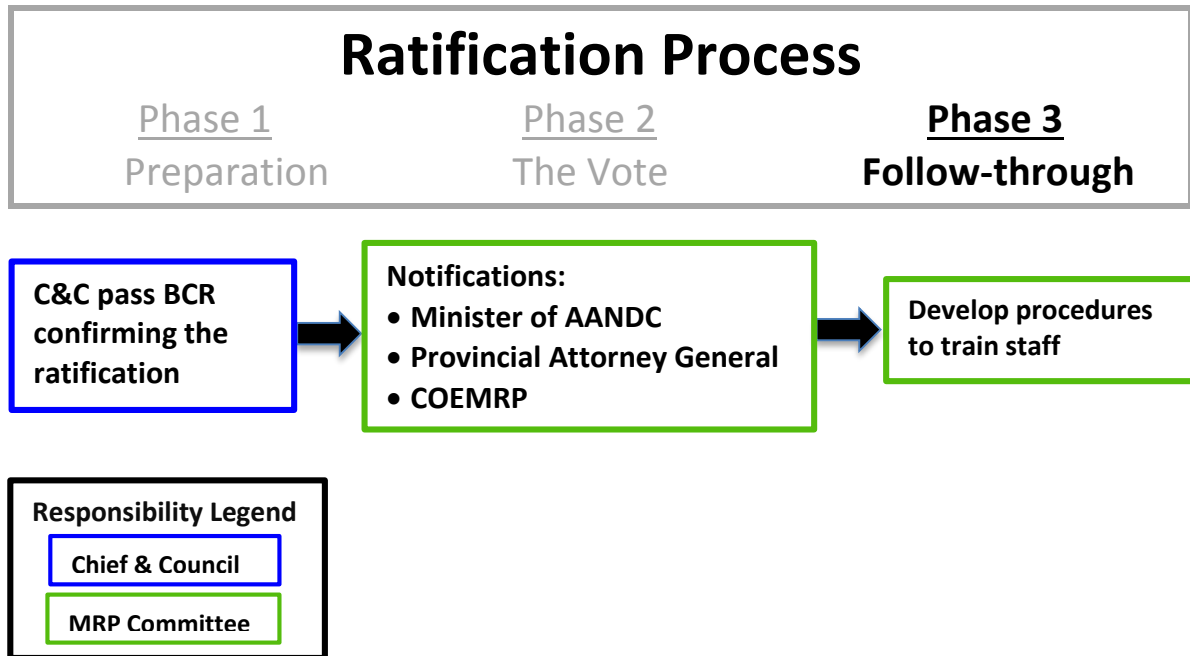 Ratification Process
Phase 1
Preparation
Phase 2
The Vote
Phase 3
Follow-through
C&C pass BCR
confirming the
ratification
Notifications:
• Minister of AANDC
• Provincial Attorney General
• COEMRP
Develop procedures
to train staff
Responsibility Legend
Chief & Council
MRP Committee